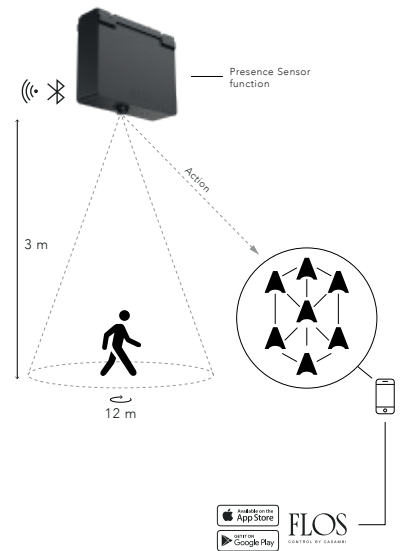 Presence Sensor
function
Action
3 m
12 m
Available on the
App Store
GET IT ON
Google Play
FLOS
CONTROL BY CASAMBI